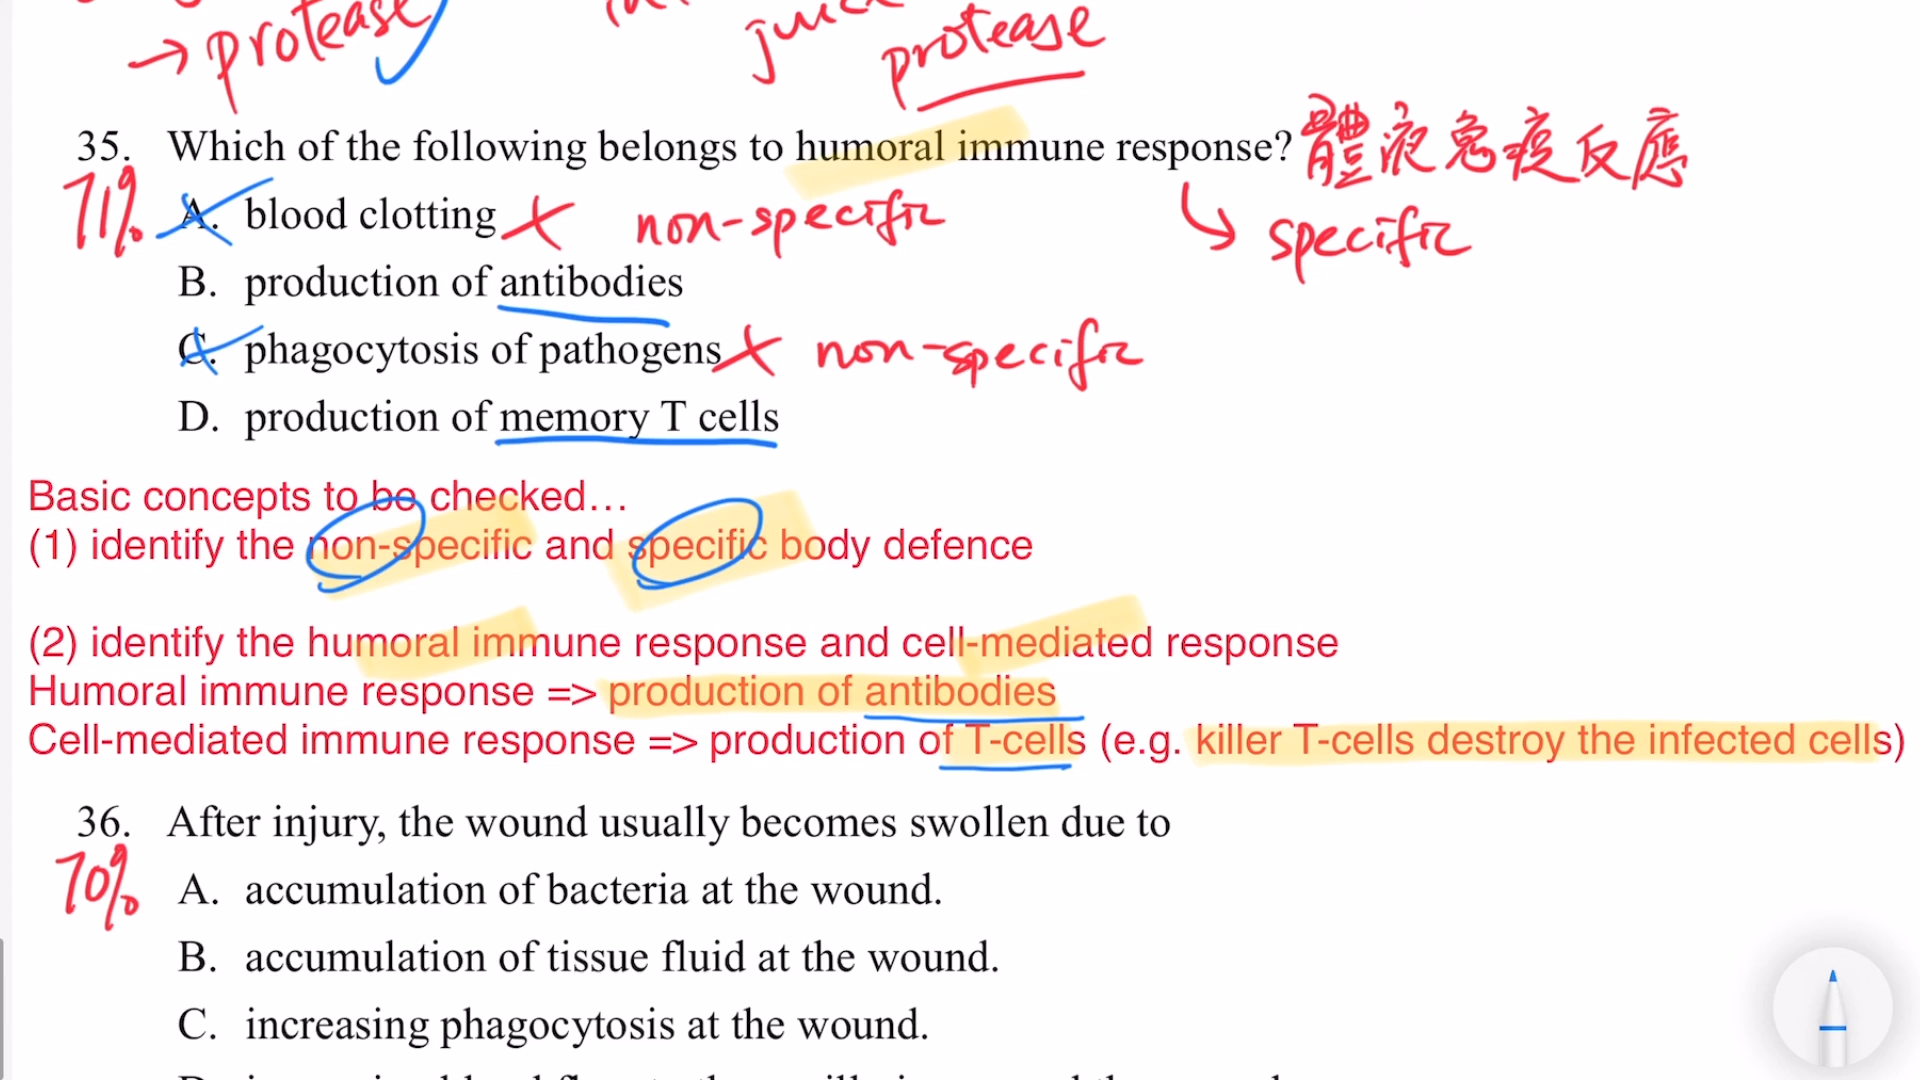 → protease
juice
protease
35. Which of the following belongs to humoral immune response? 體液免疫反應
71% A. blood clotting ✗ non-specific ↳ specific
B. production of antibodies
C. phagocytosis of pathogens ✗ non-specific
D. production of memory T cells
Basic concepts to be checked…
(1) identify the non-specific and specific body defence
(2) identify the humoral immune response and cell-mediated response
Humoral immune response => production of antibodies
Cell-mediated immune response => production of T-cells (e.g. killer T-cells destroy the infected cells)
36. After injury, the wound usually becomes swollen due to
70% A. accumulation of bacteria at the wound.
B. accumulation of tissue fluid at the wound.
C. increasing phagocytosis at the wound.